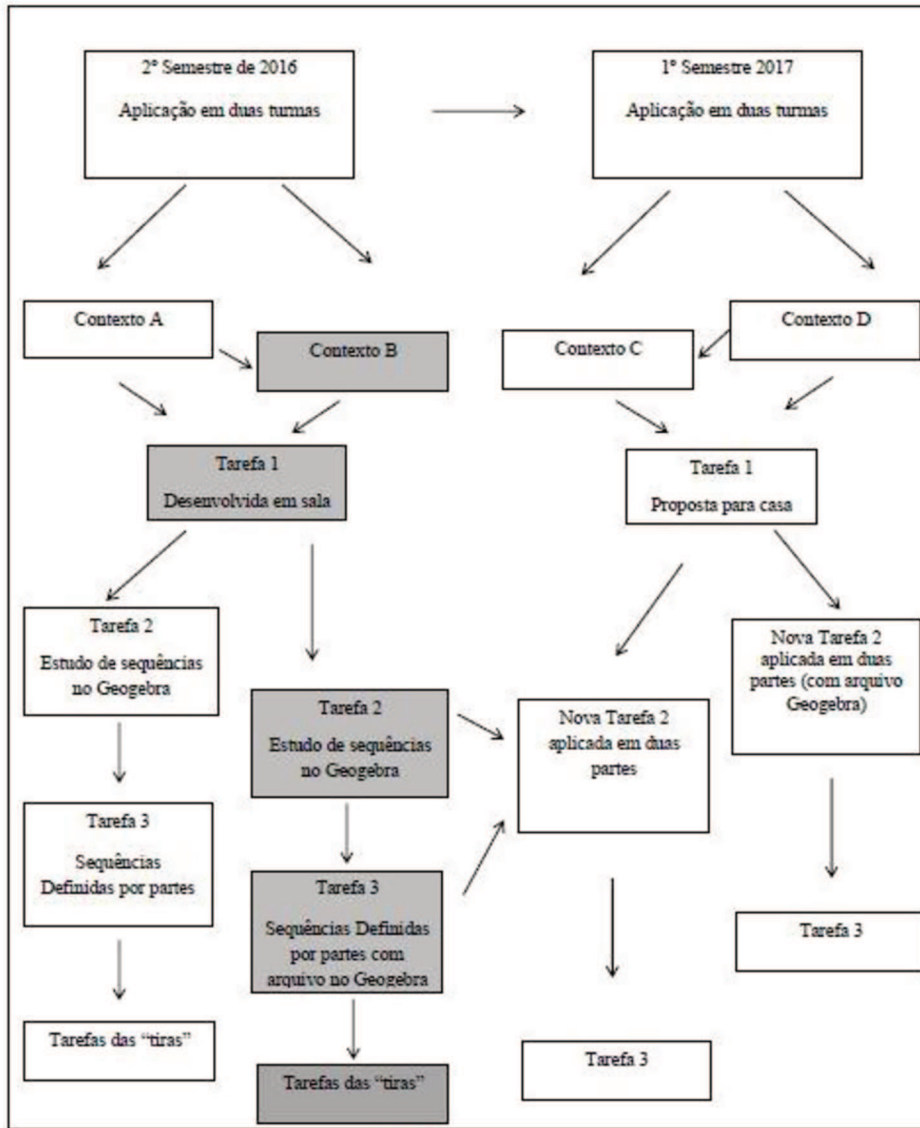 2º Semestre de 2016
Aplicação em duas turmas
1º Semestre 2017
Aplicação em duas turmas
Contexto A
Contexto B
Contexto C
Contexto D
Tarefa 1
Desenvolvida em sala
Tarefa 1
Proposta para casa
Tarefa 2
Estudo de sequências
no Geogebra
Tarefa 2
Estudo de sequências
no Geogebra
Nova Tarefa 2
aplicada em duas
partes
Nova Tarefa 2
aplicada em duas
partes (com arquivo
Geogebra)
Tarefa 3
Sequências
Definidas por partes
Tarefa 3
Sequências Definidas
por partes com
arquivo no Geogebra
Tarefa 3
Tarefas das “tiras”
Tarefas das “tiras”
Tarefa 3